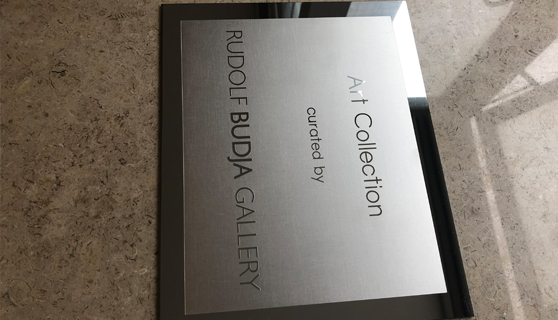 Art Collection
curated by
RUDOLF BUDJA GALLERY